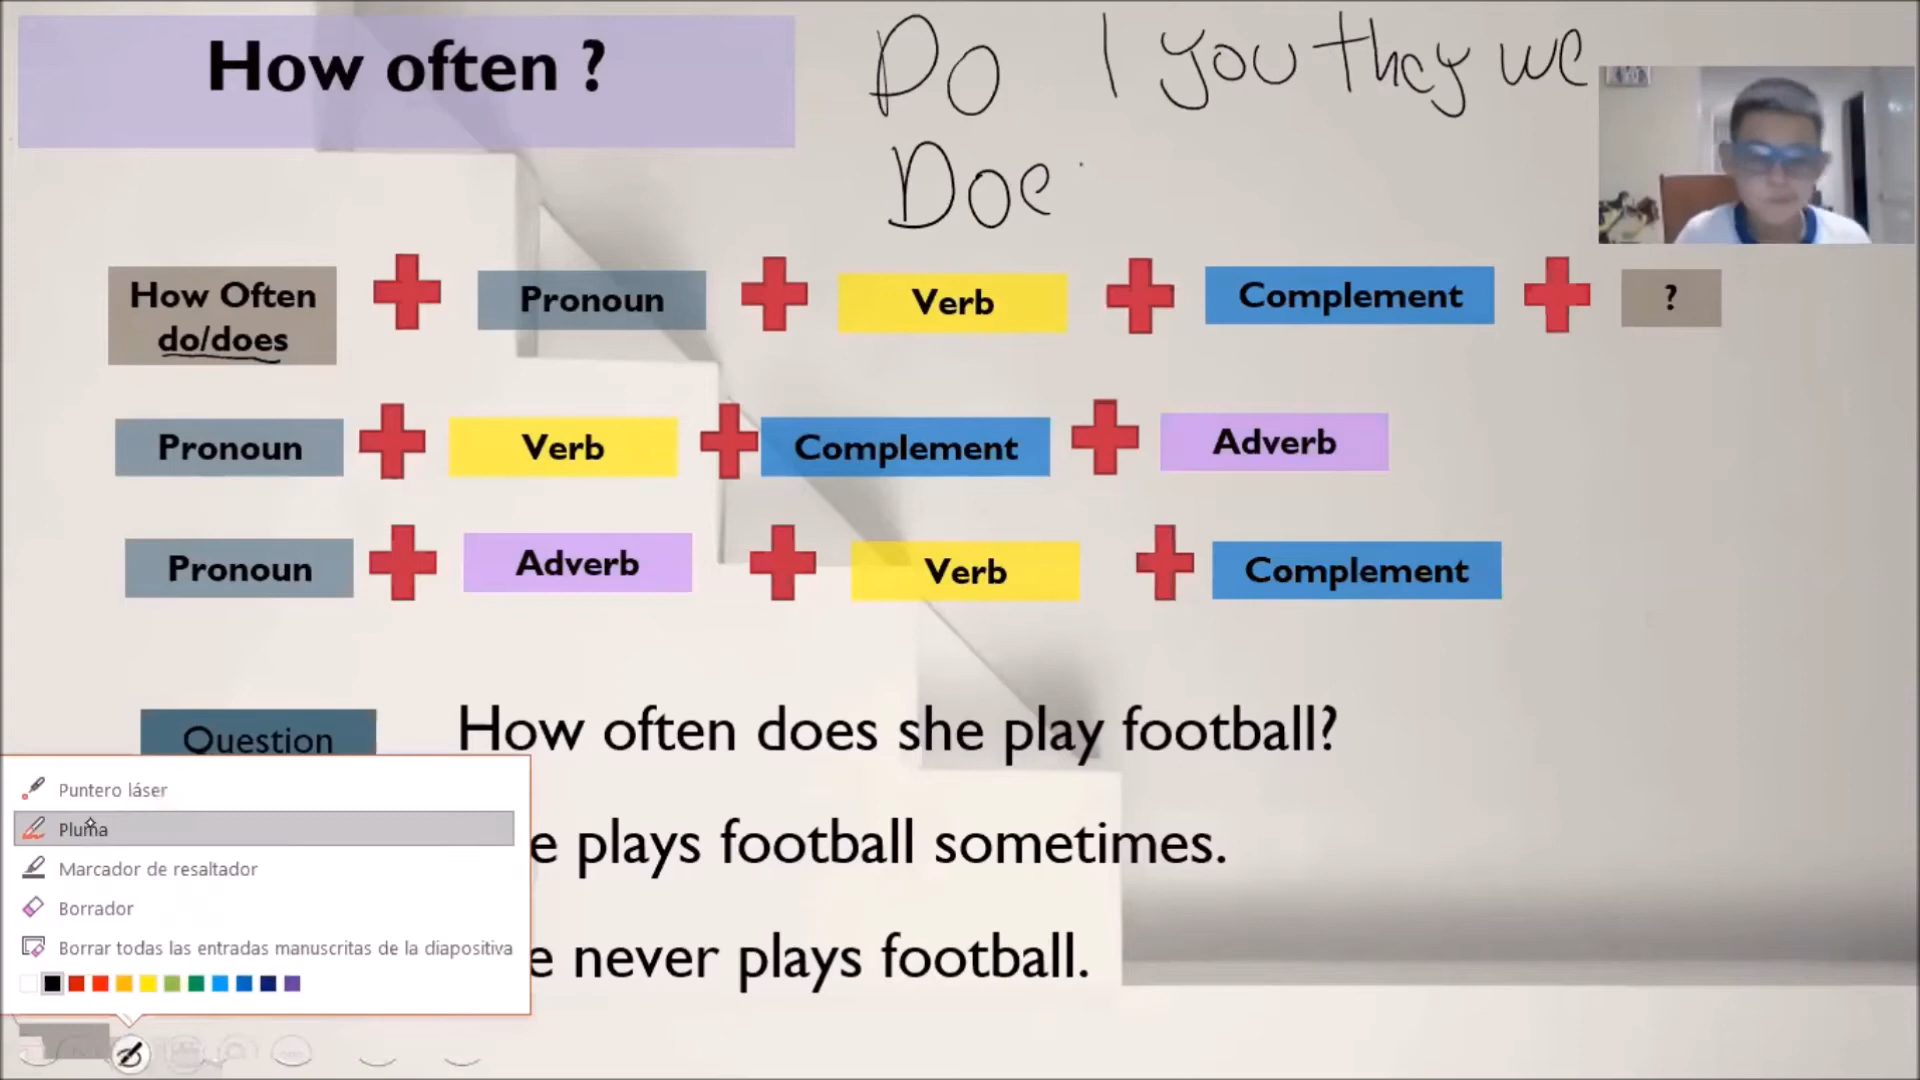 How often ?
Do I you they we
Doe
How Often do/does + Pronoun + Verb + Complement + ?
Pronoun + Verb + Complement + Adverb
Pronoun + Adverb + Verb + Complement
Question How often does she play football?
e plays football sometimes.
e never plays football.
Puntero láser
Pluma
Marcador de resaltador
Borrador
Borrar todas las entradas manuscritas de la diapositiva